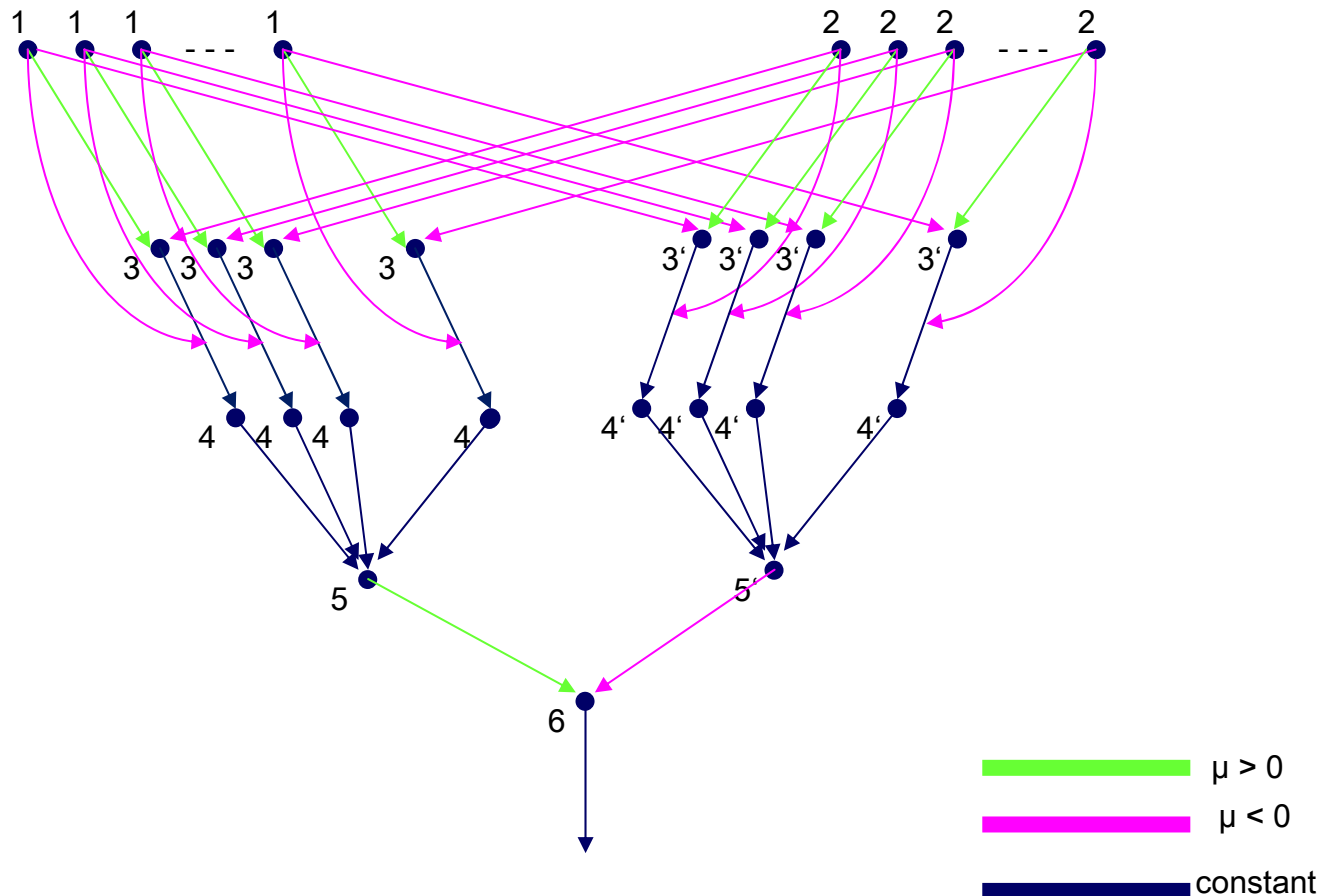 1 1 1 - - - 1 2 2 2 - - - 2
3 3 3 3 3‘ 3‘ 3‘ 3‘
4 4 4 4 4‘ 4‘ 4‘ 4‘
5 5‘
6
µ > 0
µ < 0
constant